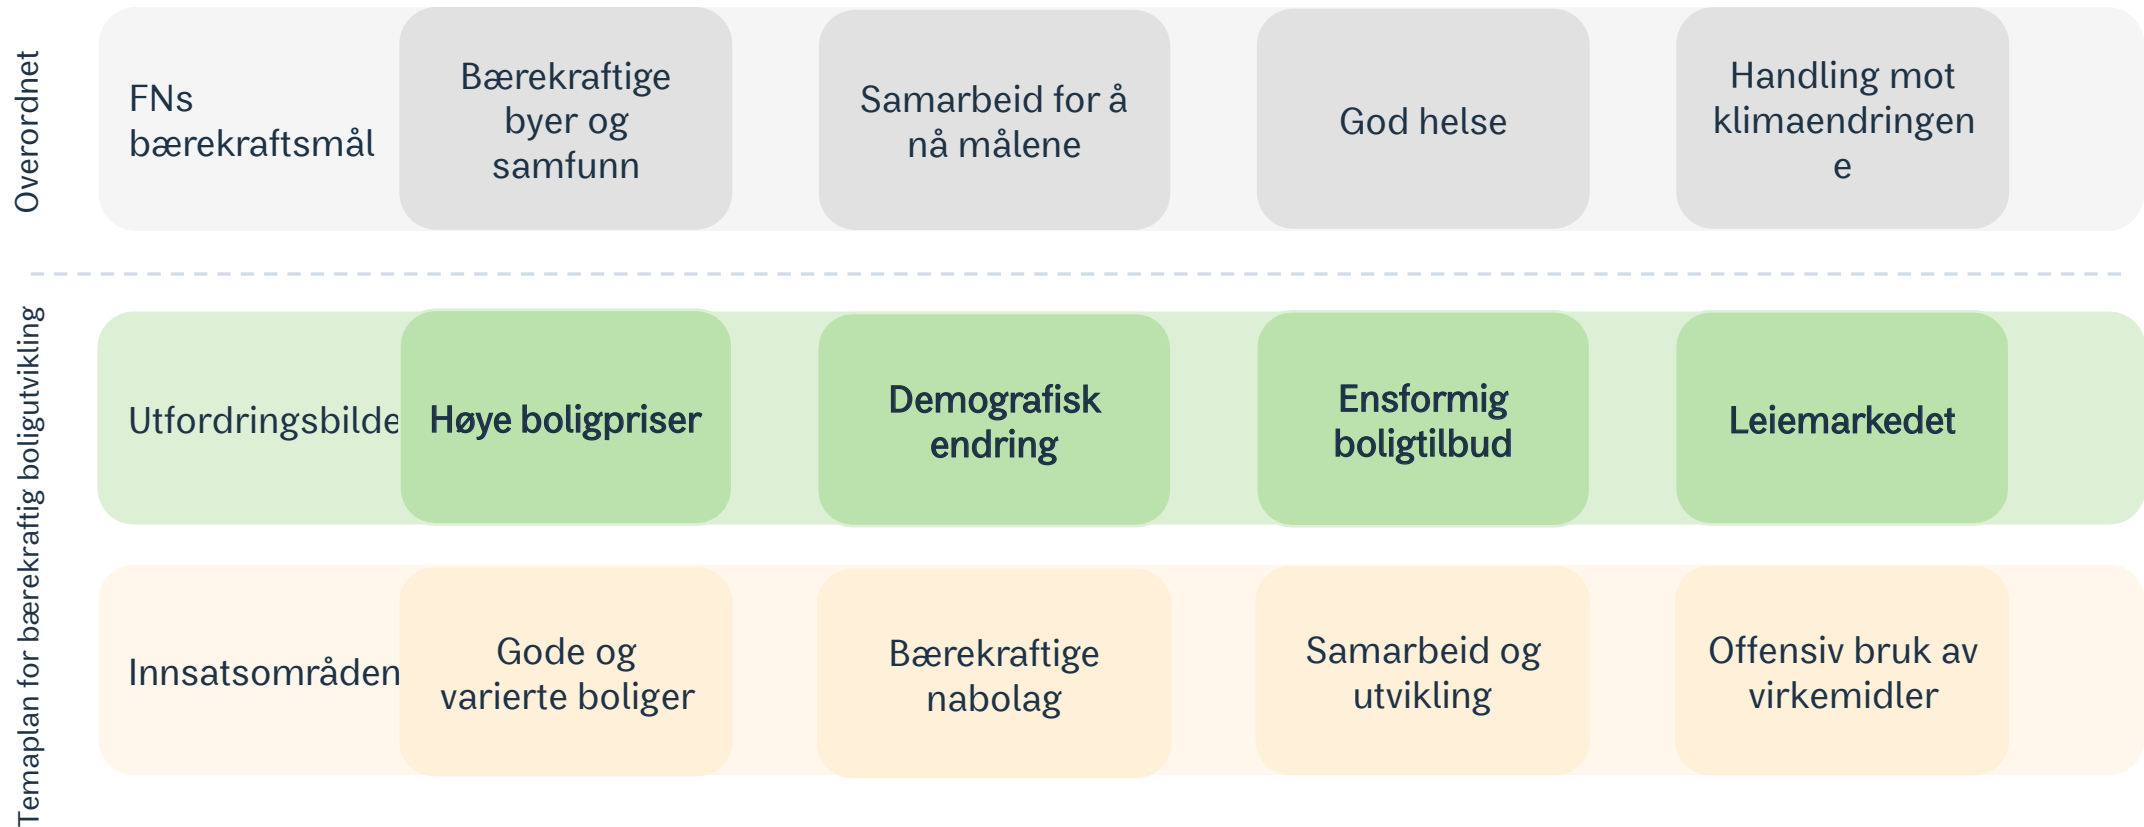 Overordnet
FNs
bærekraftsmål
Bærekraftige
byer og
samfunn
Samarbeid for å
nå målene
God helse
Handling mot
klimaendringen
e
Temaplan for bærekraftig boligutvikling
Utfordringsbilde
Høye boligpriser
Demografisk
endring
Ensformig
boligtilbud
Leiemarkedet
Innsatsområden
Gode og
varierte boliger
Bærekraftige
nabolag
Samarbeid og
utvikling
Offensiv bruk av
virkemidler